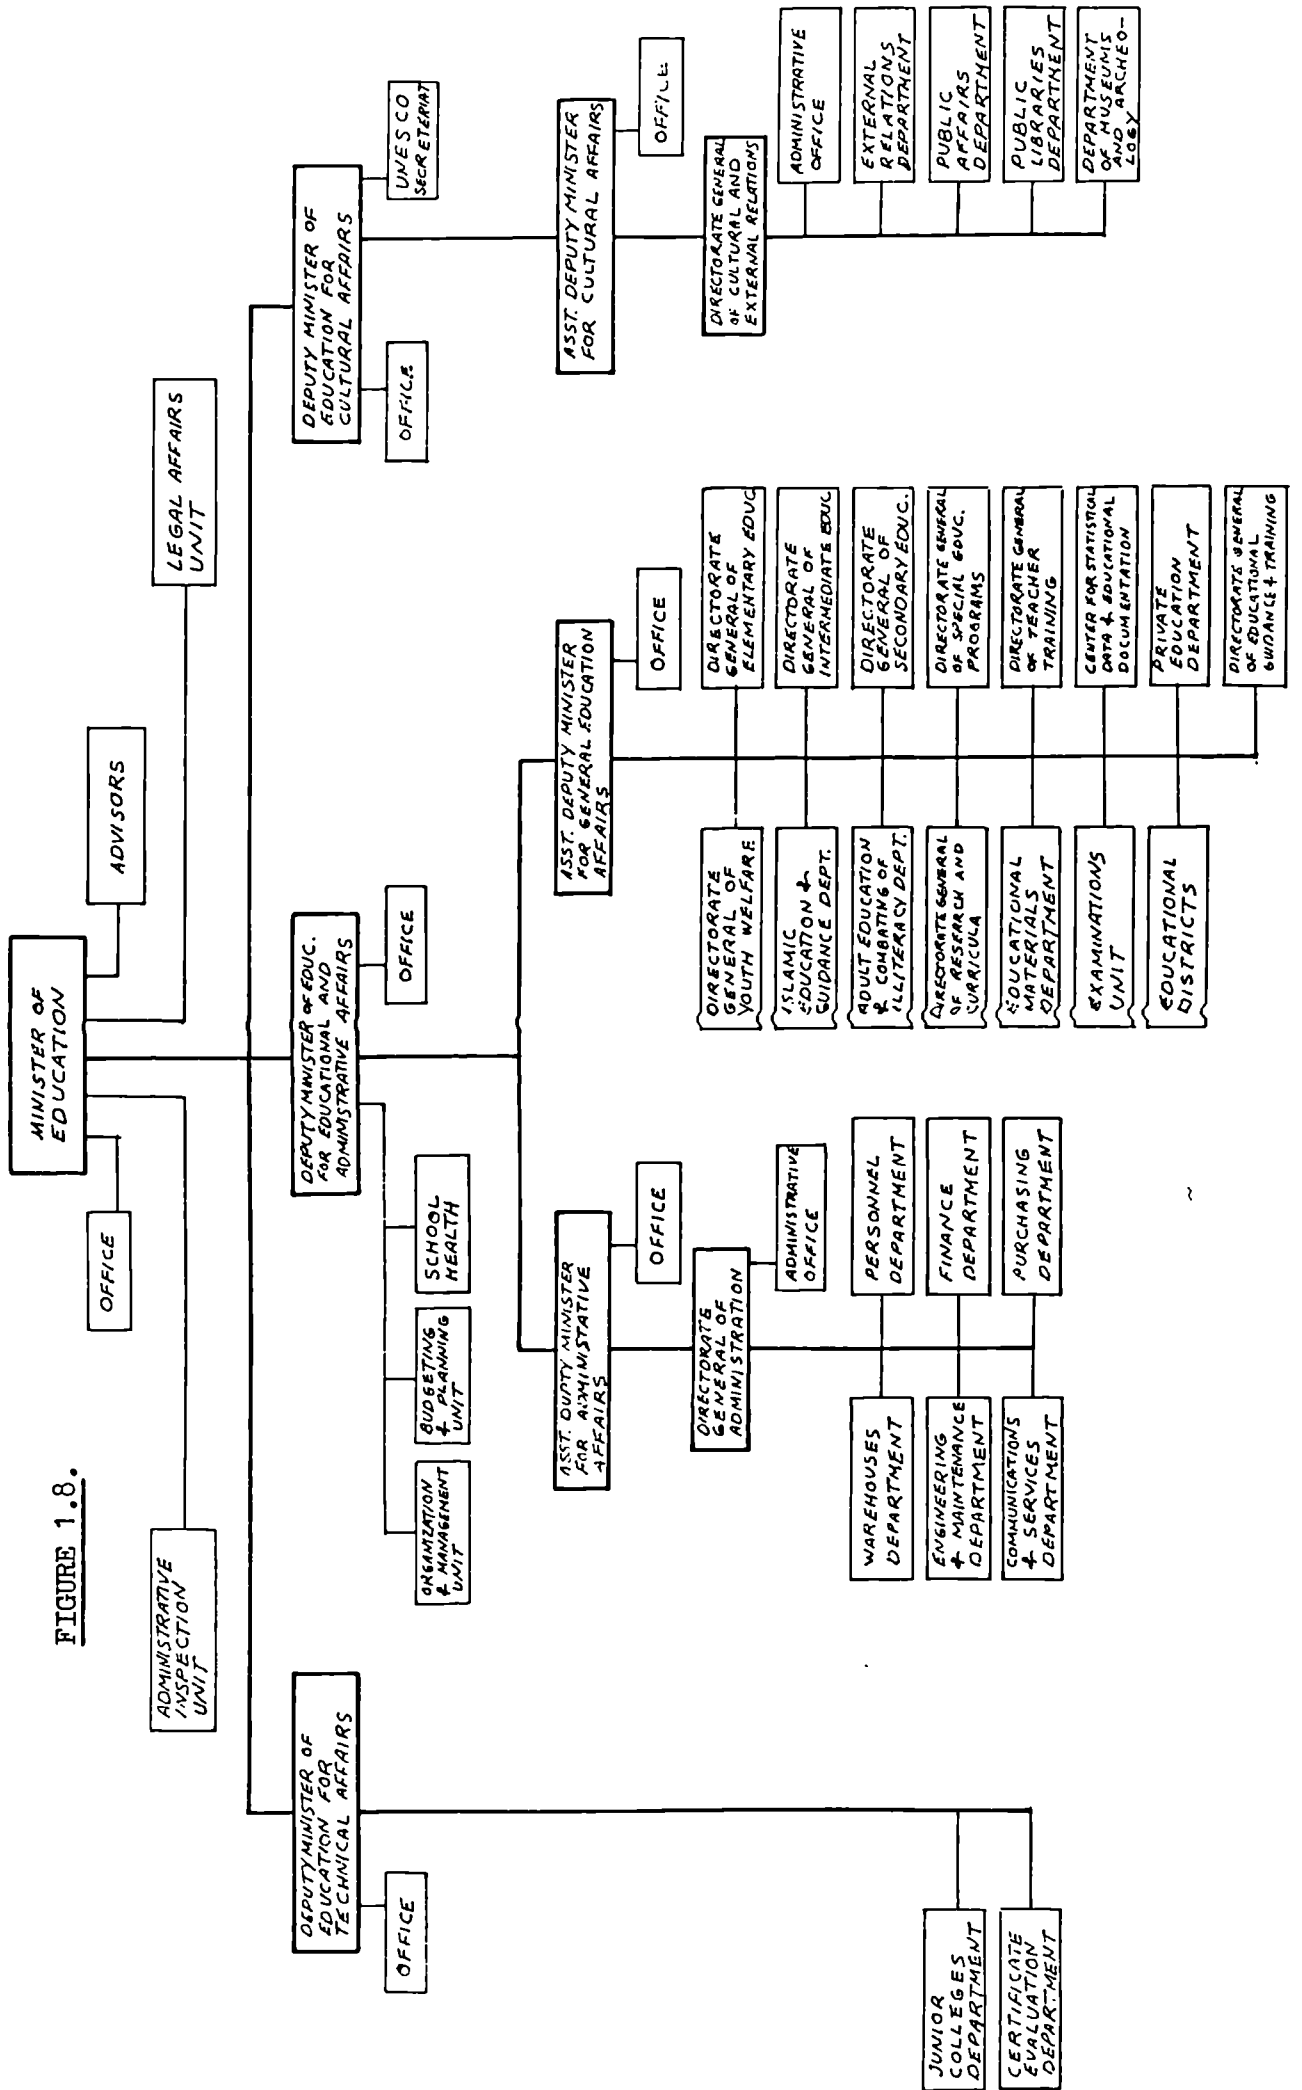 FIGURE 1.8.
MINISTER OF
EDUCATION
OFFICE
ADVISORS
ADMINISTRATIVE
INSPECTION
UNIT
LEGAL AFFAIRS
UNIT
DEPUTY MINISTER OF
EDUCATION FOR
TECHNICAL AFFAIRS
OFFICE
DEPUTY MINISTER OF EDUC.
FOR EDUCATIONAL AND
ADMINISTRATIVE AFFAIRS
OFFICE
DEPUTY MINISTER OF
EDUCATION FOR
CULTURAL AFFAIRS
OFFICE
UNESCO
SECRETERIAT
ORGANIZATION
& MANAGEMENT
UNIT
BUDGETING
& PLANNING
UNIT
SCHOOL
HEALTH
ASST. DUPTY MINISTER
FOR ADMINISTATIVE
AFFAIRS
OFFICE
ASST. DEPUTY MINISTER
FOR GENERAL EDUCATION
AFFAIRS
OFFICE
ASST. DEPUTY MINISTER
FOR CULTURAL AFFAIRS
OFFICE
DIRECTORATE
GENERAL OF
ADMINISTRATION
ADMINISTRATIVE
OFFICE
DIRECTORATE GENERAL
OF CULTURAL AND
EXTERNAL RELATIONS
JUNIOR
COLLEGES
DEPARTMENT
CERTIFICATE
EVALUATION
DEPARTMENT
WAREHOUSES
DEPARTMENT
PERSONNEL
DEPARTMENT
ENGINEERING
& MAINTENANCE
DEPARTMENT
FINANCE
DEPARTMENT
COMMUNICATIONS
& SERVICES
DEPARTMENT
PURCHASING
DEPARTMENT
DIRECTORATE
GENERAL OF
YOUTH WELFARE
DIRECTORATE
GENERAL OF
ELEMENTARY EDUC
ISLAMIC
EDUCATION &
GUIDANCE DEPT.
DIRECTORATE
GENERAL OF
INTERMEDIATE EDUC
ADULT EDUCATION
& COMBATING OF
ILLITERACY DEPT.
DIRECTORATE
GENERAL OF
SECONDARY EDUC.
DIRECTORATE GENERAL
OF RESEARCH AND
CURRICULA
DIRECTORATE GENERAL
OF SPECIAL EDUC.
PROGRAMS
EDUCATIONAL
MATERIALS
DEPARTMENT
DIRECTORATE GENERAL
OF TEACHER
TRAINING
EXAMINATIONS
UNIT
CENTER FOR STATISTICAL
DATA & EDUCATIONAL
DOCUMENTATION
EDUCATIONAL
DISTRICTS
PRIVATE
EDUCATION
DEPARTMENT
DIRECTORATE GENERAL
OF EDUCATIONAL
GUIDANCE & TRAINING
ADMINISTRATIVE
OFFICE
EXTERNAL
RELATIONS
DEPARTMENT
PUBLIC
AFFAIRS
DEPARTMENT
PUBLIC
LIBRARIES
DEPARTMENT
DEPARTMENT
OF MUSEUMS
AND ARCHEO-
LOGY